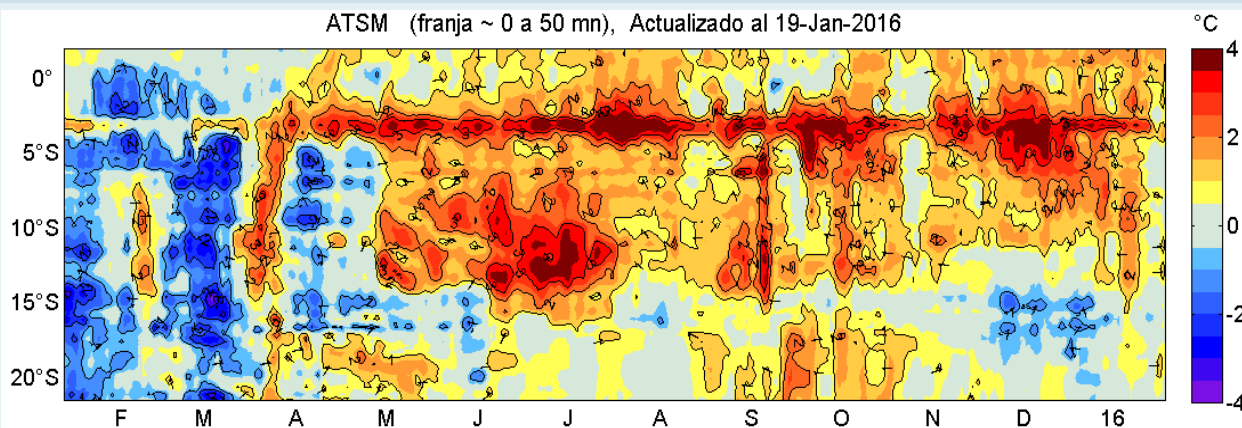 ATSM (franja ~ 0 a 50 mn), Actualizado al 19-Jan-2016
°C
0°
5°S
10°S
15°S
20°S
F M A M J J A S O N D 16
4
2
0
-2
-4